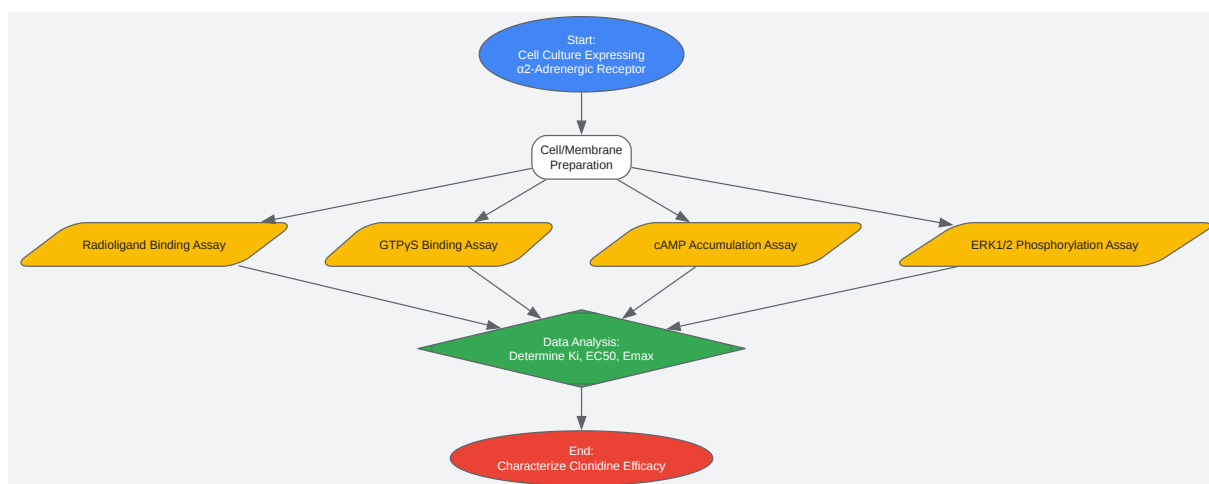 Start:
Cell Culture Expressing
α2-Adrenergic Receptor
Cell/Membrane
Preparation
Radioligand Binding Assay
GTPγS Binding Assay
cAMP Accumulation Assay
ERK1/2 Phosphorylation Assay
Data Analysis:
Determine Ki, EC50, Emax
End:
Characterize Clonidine Efficacy